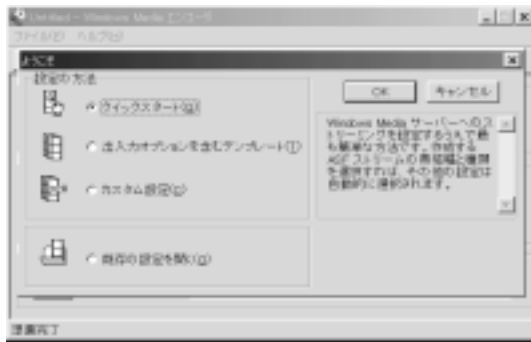 Untitled - Windows Media エンコーダ
ファイル(F) ヘルプ(H)
ようこそ
設定の方法
クイックスタート(Q)
出入力オプションを含むテンプレート(T)
カスタム設定(C)
既存の設定を開く(O)
OK
キャンセル
Windows Media サーバーへのス
トリーミングを設定するうえで最
も簡単な方法です。作成する
ASF ストリームの帯域幅と種類
を選択すれば、その他の設定は
自動的に選択されます。
準備完了